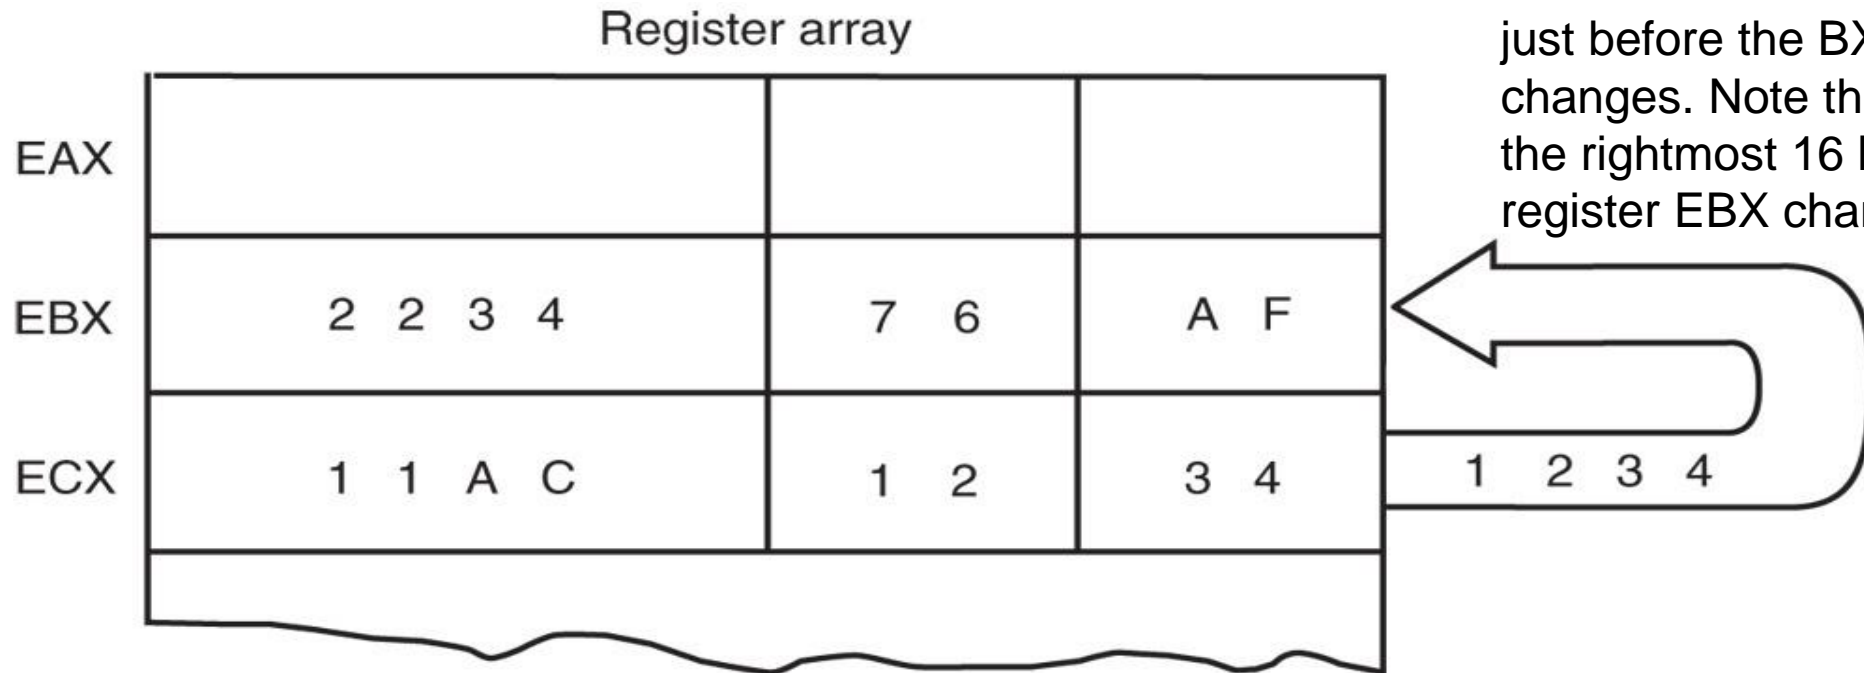 Register array
just before the BX
changes. Note th
the rightmost 16
register EBX cha
EAX
EBX 2 2 3 4 7 6 A F
ECX 1 1 A C 1 2 3 4 1 2 3 4